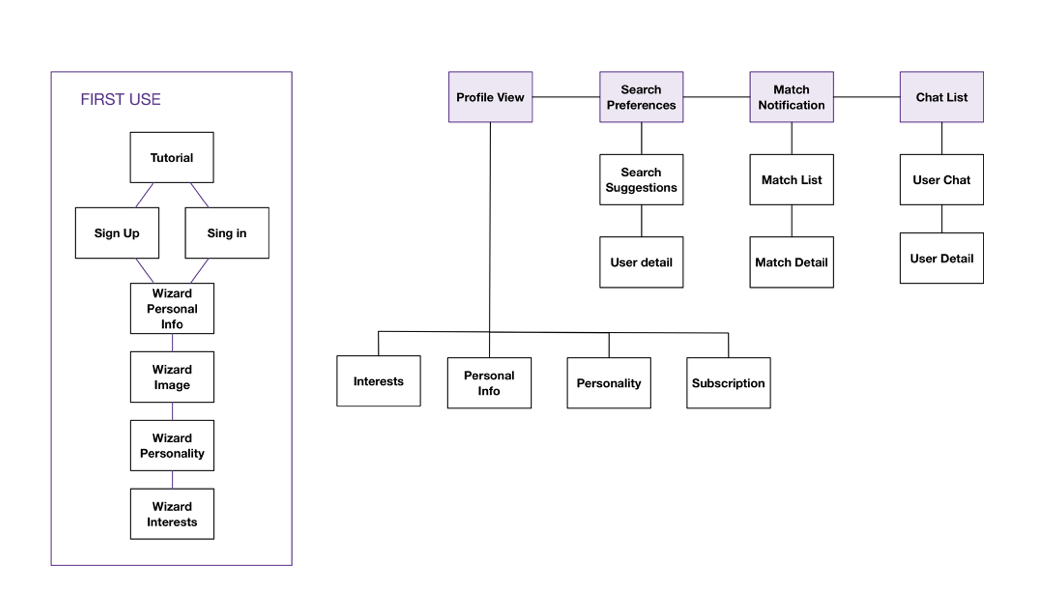 FIRST USE
Tutorial
Sign Up
Sing in
Wizard
Personal
Info
Wizard
Image
Wizard
Personality
Wizard
Interests
Profile View
Search
Preferences
Match
Notification
Chat List
Search
Suggestions
Match List
User Chat
User detail
Match Detail
User Detail
Interests
Personal
Info
Personality
Subscription